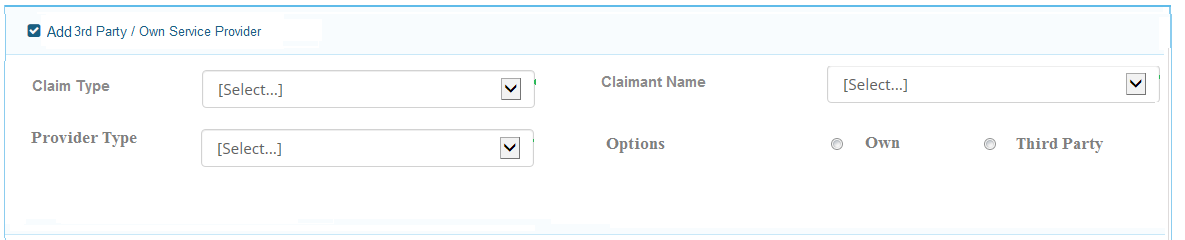 Add 3rd Party / Own Service Provider
Claim Type [Select...] Claimant Name [Select...]
Provider Type [Select...] Options Own Third Party